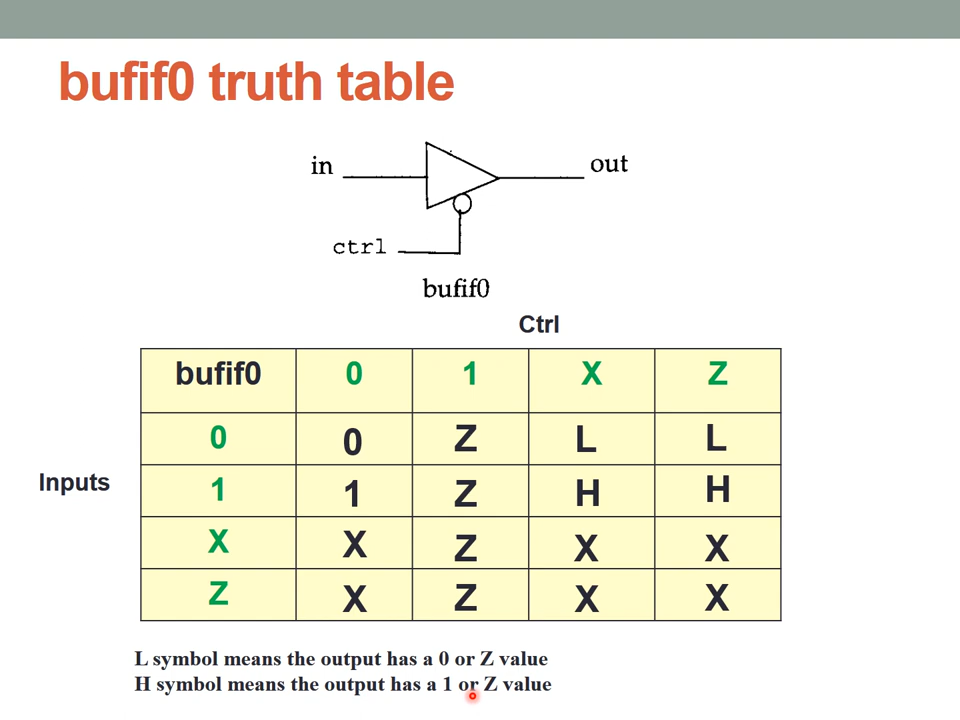 bufif0 truth table
in
out
ctrl
bufif0
Ctrl
bufif0 0 1 X Z
0 0 Z L L
Inputs
1 1 Z H H
X X Z X X
Z X Z X X
L symbol means the output has a 0 or Z value
H symbol means the output has a 1 or Z value